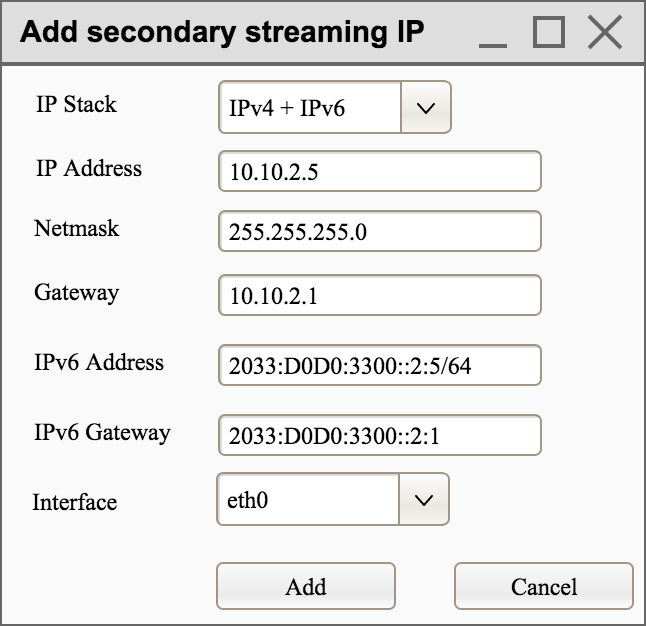 Add secondary streaming IP
IP Stack IPv4 + IPv6
IP Address 10.10.2.5
Netmask 255.255.255.0
Gateway 10.10.2.1
IPv6 Address 2033:D0D0:3300::2:5/64
IPv6 Gateway 2033:D0D0:3300::2:1
Interface eth0
Add Cancel